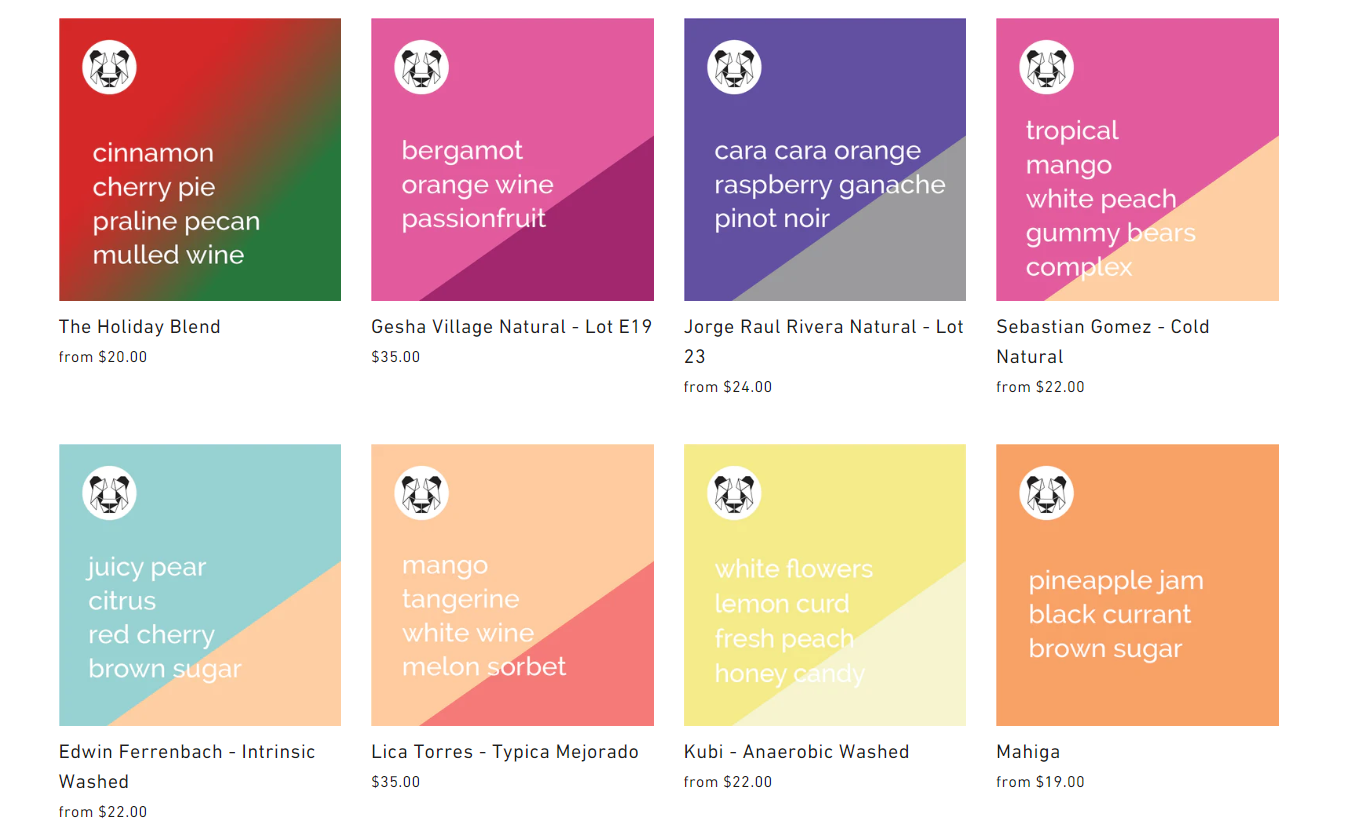 cinnamon
cherry pie
praline pecan
mulled wine
The Holiday Blend
from $20.00
bergamot
orange wine
passionfruit
Gesha Village Natural - Lot E19
$35.00
cara cara orange
raspberry ganache
pinot noir
Jorge Raul Rivera Natural - Lot
23
from $24.00
tropical
mango
white peach
gummy bears
complex
Sebastian Gomez - Cold
Natural
from $22.00
juicy pear
citrus
red cherry
brown sugar
Edwin Ferrenbach - Intrinsic
Washed
from $22.00
mango
tangerine
white wine
melon sorbet
Lica Torres - Typica Mejorado
$35.00
white flowers
lemon curd
fresh peach
honey candy
Kubi - Anaerobic Washed
from $22.00
pineapple jam
black currant
brown sugar
Mahiga
from $19.00